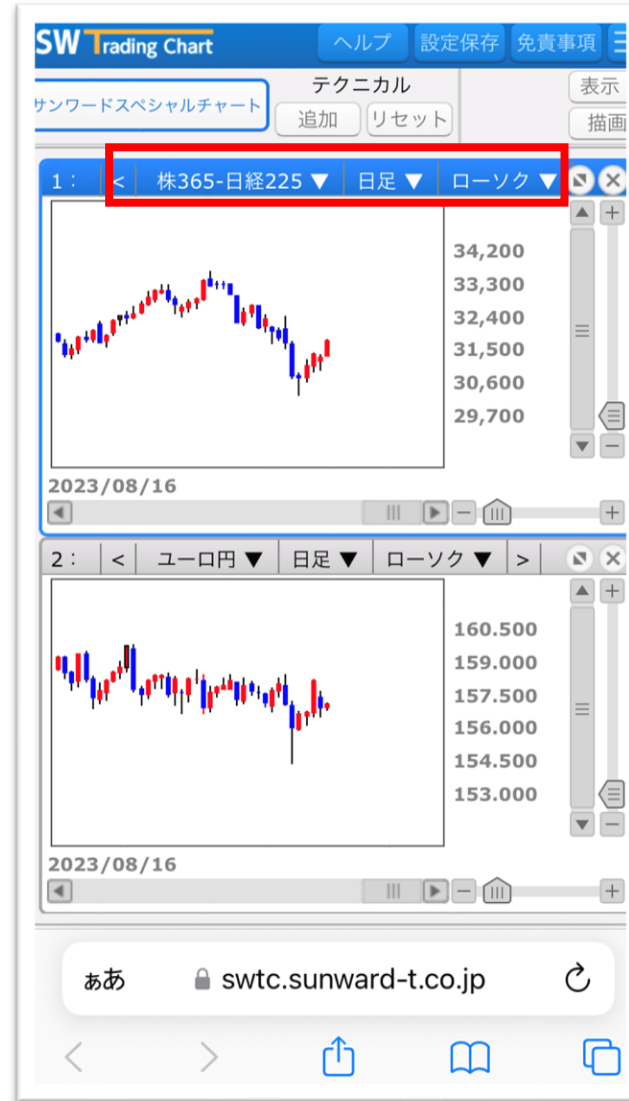 SW Trading Chart
ヘルプ 設定保存 免責事項
サンワードスペシャルチャート
テクニカル
追加 リセット
表示
描画
1： < 株365-日経225 ▼ 日足 ▼ ローソク ▼
34,200
33,300
32,400
31,500
30,600
29,700
2023/08/16
2： < ユーロ円 ▼ 日足 ▼ ローソク ▼ >
160.500
159.000
157.500
156.000
154.500
153.000
2023/08/16
ぁあ swtc.sunward-t.co.jp